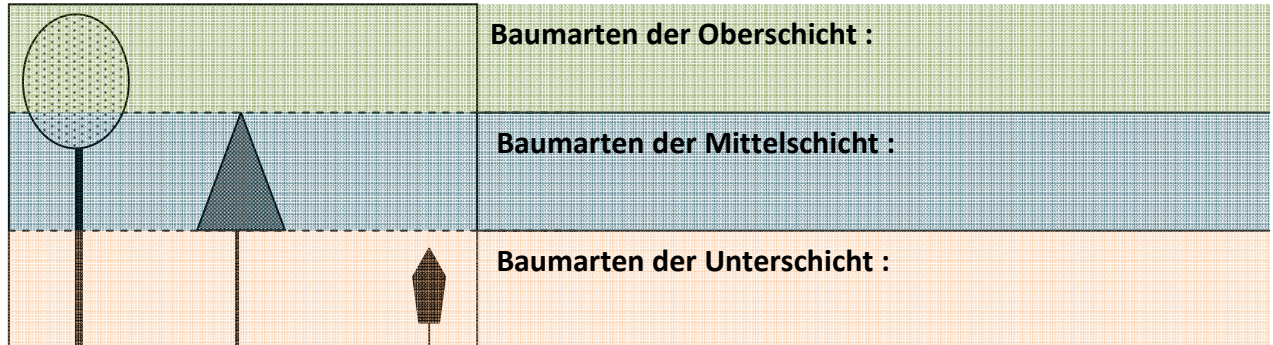 Baumarten der Oberschicht :
Baumarten der Mittelschicht :
Baumarten der Unterschicht :